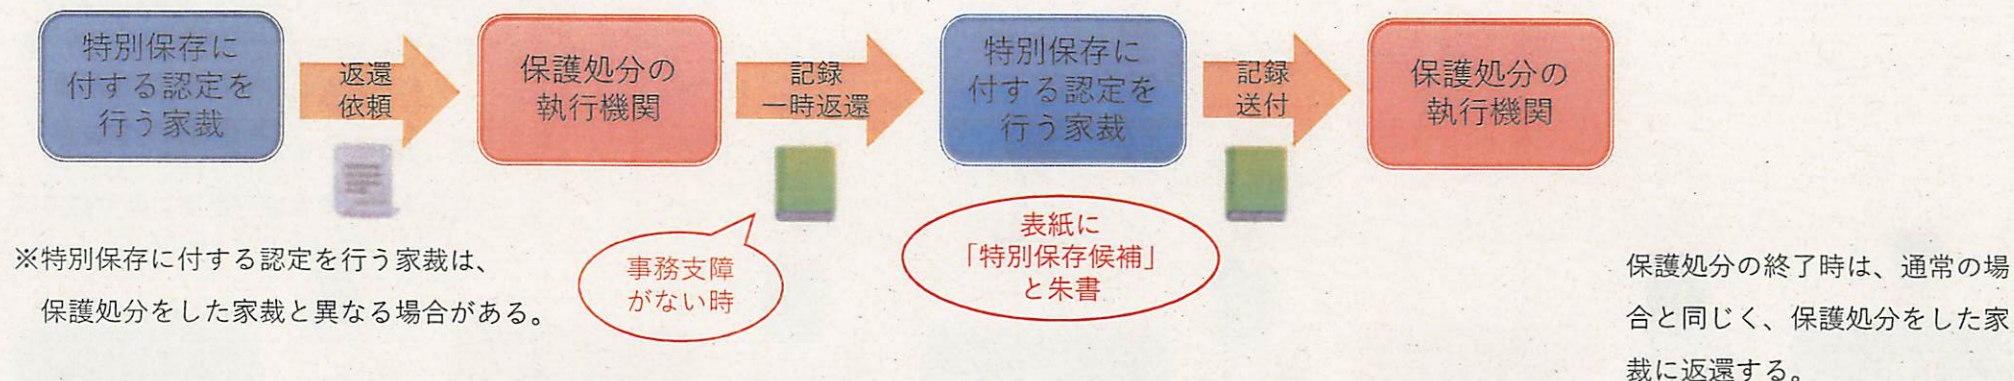 特別保存に
付する認定を
行う家裁
返還
依頼
保護処分の
執行機関
記録
一時返還
特別保存に
付する認定を
行う家裁
記録
送付
保護処分の
執行機関
※特別保存に付する認定を行う家裁は、
保護処分をした家裁と異なる場合がある。
事務支障
がない時
表紙に
「特別保存候補」
と朱書
保護処分の終了時は、通常の場
合と同じく、保護処分をした家
裁に返還する。